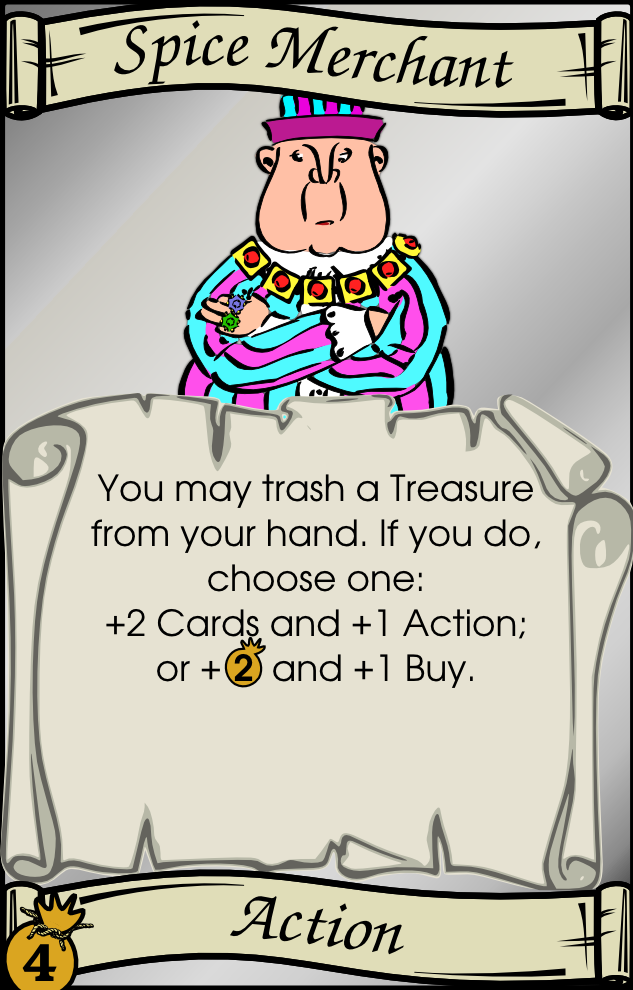 Spice Merchant
You may trash a Treasure
from your hand. If you do,
choose one:
+2 Cards and +1 Action;
or +2 and +1 Buy.
Action
4